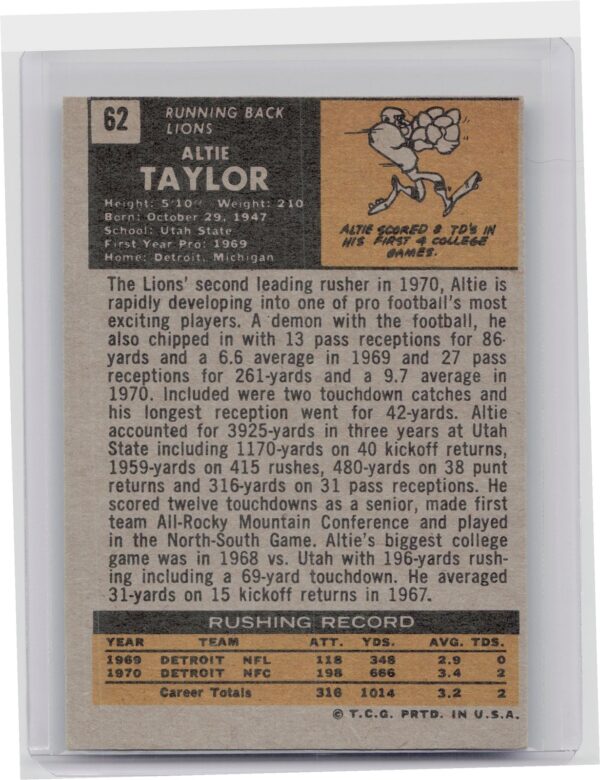 62
RUNNING BACK
LIONS
ALTIE
TAYLOR
Height: 5'10" Weight: 210
Born: October 29, 1947
School: Utah State
First Year Pro: 1969
Home: Detroit, Michigan
ALTIE SCORED 8 TD'S IN
HIS FIRST 4 COLLEGE
GAMES.
The Lions' second leading rusher in 1970, Altie is
rapidly developing into one of pro football's most
exciting players. A demon with the football, he
also chipped in with 13 pass receptions for 86-
yards and a 6.6 average in 1969 and 27 pass
receptions for 261-yards and a 9.7 average in
1970. Included were two touchdown catches and
his longest reception went for 42-yards. Altie
accounted for 3925-yards in three years at Utah
State including 1170-yards on 40 kickoff returns,
1959-yards on 415 rushes, 480-yards on 38 punt
returns and 316-yards on 31 pass receptions. He
scored twelve touchdowns as a senior, made first
team All-Rocky Mountain Conference and played
in the North-South Game. Altie's biggest college
game was in 1968 vs. Utah with 196-yards rush-
ing including a 69-yard touchdown. He averaged
31-yards on 15 kickoff returns in 1967.
RUSHING RECORD
YEAR TEAM ATT. YDS. AVG. TDS.
1969 DETROIT NFL 118 348 2.9 0
1970 DETROIT NFC 198 666 3.4 2
Career Totals 316 1014 3.2 2
© T.C.G. PRTD. IN U.S.A.